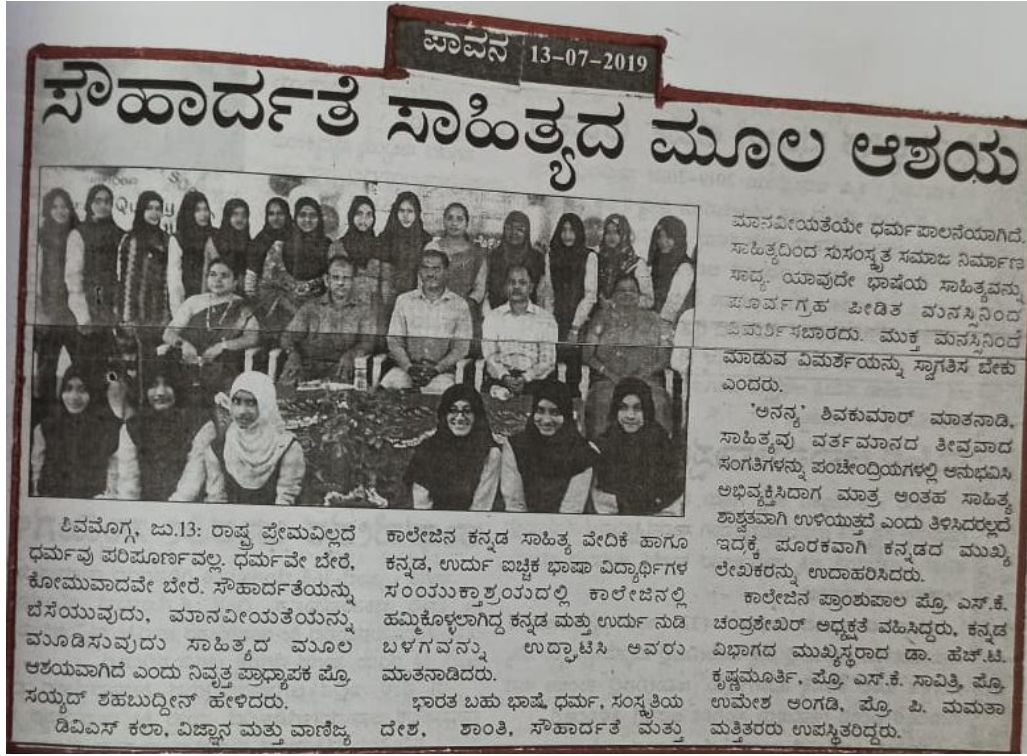 ಪಾವನ 13-07-2019
ಸೌಹಾರ್ದತೆ ಸಾಹಿತ್ಯದ ಮೂಲ ಆಶಯ
ಶಿವಮೊಗ್ಗ, ಜು.13: ರಾಷ್ಟ್ರ ಪ್ರೇಮವಿಲ್ಲದೆ
ಧರ್ಮವು ಪರಿಪೂರ್ಣವಲ್ಲ. ಧರ್ಮವೇ ಬೇರೆ,
ಕೋಮುವಾದವೇ ಬೇರೆ. ಸೌಹಾರ್ದತೆಯನ್ನು
ಬೆಸೆಯುವುದು, ಮಾನವೀಯತೆಯನ್ನು
ಮೂಡಿಸುವುದು ಸಾಹಿತ್ಯದ ಮೂಲ
ಆಶಯವಾಗಿದೆ ಎಂದು ನಿವೃತ್ತ ಪ್ರಾಧ್ಯಾಪಕ ಪ್ರೊ.
ಸಯ್ಯದ್ ಶಹಬುದ್ದೀನ್ ಹೇಳಿದರು.
ಡಿವಿಎಸ್ ಕಲಾ, ವಿಜ್ಞಾನ ಮತ್ತು ವಾಣಿಜ್ಯ
ಕಾಲೇಜಿನ ಕನ್ನಡ ಸಾಹಿತ್ಯ ವೇದಿಕೆ ಹಾಗೂ
ಕನ್ನಡ, ಉರ್ದು ಐಚ್ಛಿಕ ಭಾಷಾ ವಿದ್ಯಾರ್ಥಿಗಳ
ಸಂಯುಕ್ತಾಶ್ರಯದಲ್ಲಿ ಕಾಲೇಜಿನಲ್ಲಿ
ಹಮ್ಮಿಕೊಳ್ಳಲಾಗಿದ್ದ ಕನ್ನಡ ಮತ್ತು ಉರ್ದು ನುಡಿ
ಬಳಗವನ್ನು ಉದ್ಘಾಟಿಸಿ ಅವರು
ಮಾತನಾಡಿದರು.
ಭಾರತ ಬಹು ಭಾಷೆ, ಧರ್ಮ, ಸಂಸ್ಕೃತಿಯ
ದೇಶ, ಶಾಂತಿ, ಸೌಹಾರ್ದತೆ ಮತ್ತು
ಮಾನವೀಯತೆಯೇ ಧರ್ಮಪಾಲನೆಯಾಗಿದೆ.
ಸಾಹಿತ್ಯದಿಂದ ಸುಸಂಸ್ಕೃತ ಸಮಾಜ ನಿರ್ಮಾಣ
ಸಾದ್ಯ. ಯಾವುದೇ ಭಾಷೆಯ ಸಾಹಿತ್ಯವನ್ನು
ಪೂರ್ವಗ್ರಹ ಪೀಡಿತ ಮನಸ್ಸಿನಿಂದ
ವಿಮರ್ಶಿಸಬಾರದು. ಮುಕ್ತ ಮನಸ್ಸಿನಿಂದ
ಮಾಡುವ ವಿಮರ್ಶೆಯನ್ನು ಸ್ವಾಗತಿಸ ಬೇಕು
ಎಂದರು.
'ಅನನ್ಯ' ಶಿವಕುಮಾರ್ ಮಾತನಾಡಿ,
ಸಾಹಿತ್ಯವು ವರ್ತಮಾನದ ತೀವ್ರವಾದ
ಸಂಗತಿಗಳನ್ನು ಪಂಚೇಂದ್ರಿಯಗಳಲ್ಲಿ ಅನುಭವಿಸಿ
ಅಭಿವ್ಯಕ್ತಿಸಿದಾಗ ಮಾತ್ರ ಅಂತಹ ಸಾಹಿತ್ಯ
ಶಾಶ್ವತವಾಗಿ ಉಳಿಯುತ್ತದೆ ಎಂದು ತಿಳಿಸಿದರಲ್ಲದೆ
ಇದಕ್ಕೆ ಪೂರಕವಾಗಿ ಕನ್ನಡದ ಮುಖ್ಯ
ಲೇಖಕರನ್ನು ಉದಾಹರಿಸಿದರು.
ಕಾಲೇಜಿನ ಪ್ರಾಂಶುಪಾಲ ಪ್ರೊ. ಎಸ್.ಕೆ.
ಚಂದ್ರಶೇಖರ್ ಅಧ್ಯಕ್ಷತೆ ವಹಿಸಿದ್ದರು, ಕನ್ನಡ
ವಿಭಾಗದ ಮುಖ್ಯಸ್ಥರಾದ ಡಾ. ಹೆಚ್.ಟಿ.
ಕೃಷ್ಣಮೂರ್ತಿ, ಪ್ರೊ. ಎಸ್.ಕೆ. ಸಾವಿತ್ರಿ, ಪ್ರೊ.
ಉಮೇಶ ಅಂಗಡಿ, ಪ್ರೊ. ಪಿ. ಮಮತಾ
ಮತ್ತಿತರರು ಉಪಸ್ಥಿತರಿದ್ದರು.